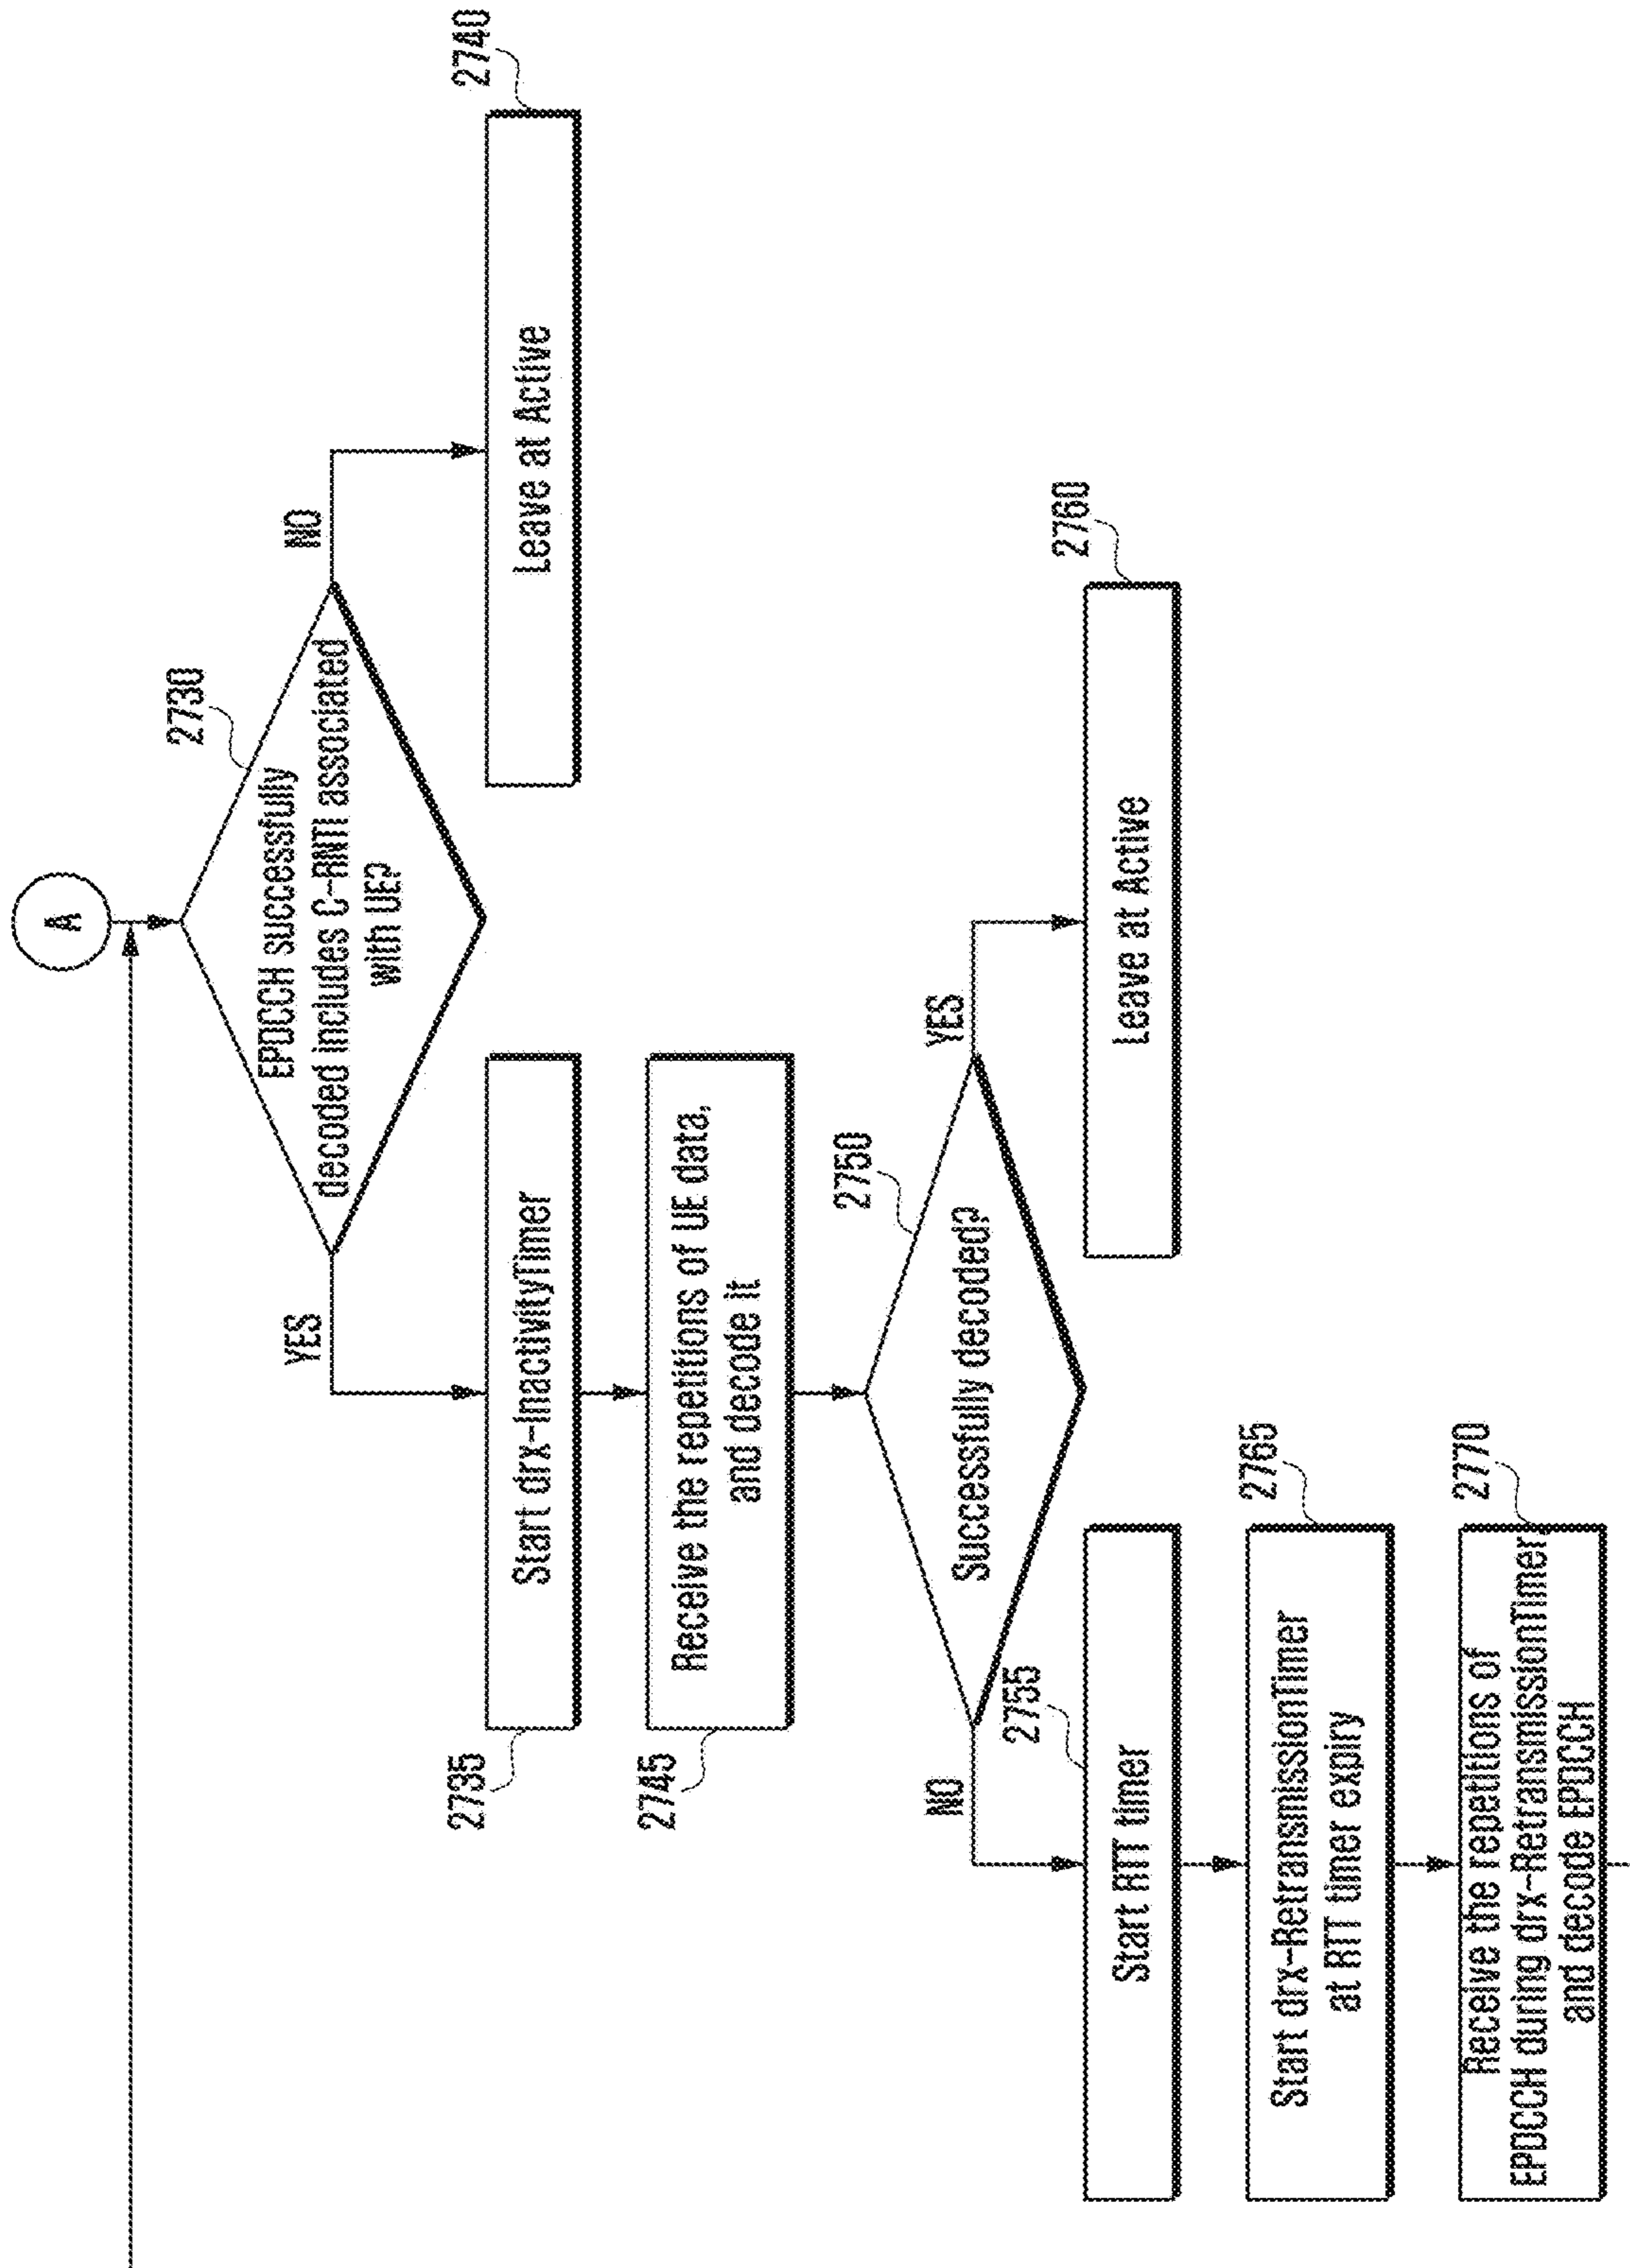 A
2730
EPDCCH successfully
decoded includes C-RNTI associated
with UE?
YES
NO
2735
Start drx-InactivityTimer
2740
Leave at Active
2745
Receive the repetitions of UE data,
and decode it
2750
Successfully decoded?
NO
YES
2755
Start RTT timer
2760
Leave at Active
2765
Start drx-RetransmissionTimer
at RTT timer expiry
2770
Receive the repetitions of
EPDCCH during drx-RetransmissionTimer,
and decode EPDCCH